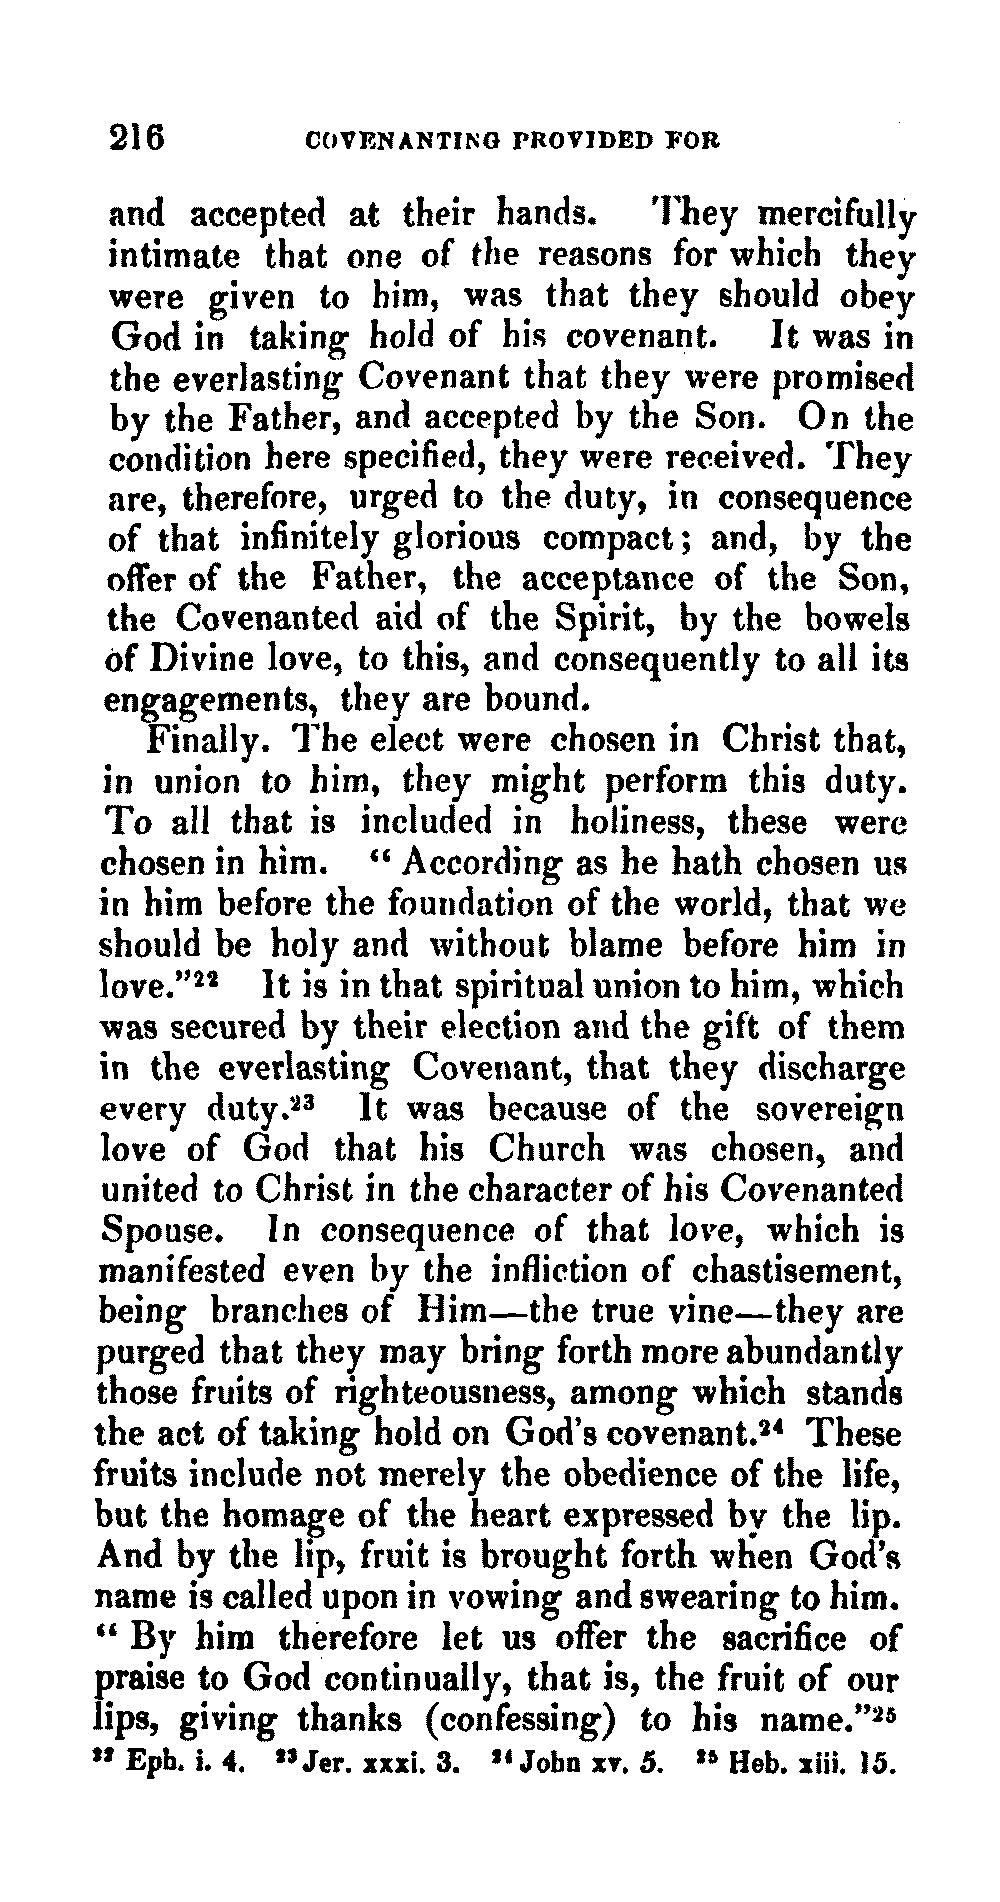 216 COVENANTING PROVIDED FOR
and accepted at their hands. They mercifully
intimate that one of the reasons for which they
were given to him, was that they should obey
God in taking hold of his covenant. It was in
the everlasting Covenant that they were promised
by the Father, and accepted by the Son. On the
condition here specified, they were received. They
are, therefore, urged to the duty, in consequence
of that infinitely glorious compact; and, by the
offer of the Father, the acceptance of the Son,
the Covenanted aid of the Spirit, by the bowels
of Divine love, to this, and consequently to all its
engagements, they are bound.
Finally. The elect were chosen in Christ that,
in union to him, they might perform this duty.
To all that is included in holiness, these were
chosen in him. “ According as he hath chosen us
in him before the foundation of the world, that we
should be holy and without blame before him in
love.”²² It is in that spiritual union to him, which
was secured by their election and the gift of them
in the everlasting Covenant, that they discharge
every duty.²³ It was because of the sovereign
love of God that his Church was chosen, and
united to Christ in the character of his Covenanted
Spouse. In consequence of that love, which is
manifested even by the infliction of chastisement,
being branches of Him—the true vine—they are
purged that they may bring forth more abundantly
those fruits of righteousness, among which stands
the act of taking hold on God's covenant.²⁴ These
fruits include not merely the obedience of the life,
but the homage of the heart expressed by the lip.
And by the lip, fruit is brought forth when God's
name is called upon in vowing and swearing to him.
“ By him therefore let us offer the sacrifice of
praise to God continually, that is, the fruit of our
lips, giving thanks (confessing) to his name.”²⁵
²² Eph. i. 4. ²³ Jer. xxxi. 3. ²⁴ John xv. 5. ²⁵ Heb. xiii. 15.